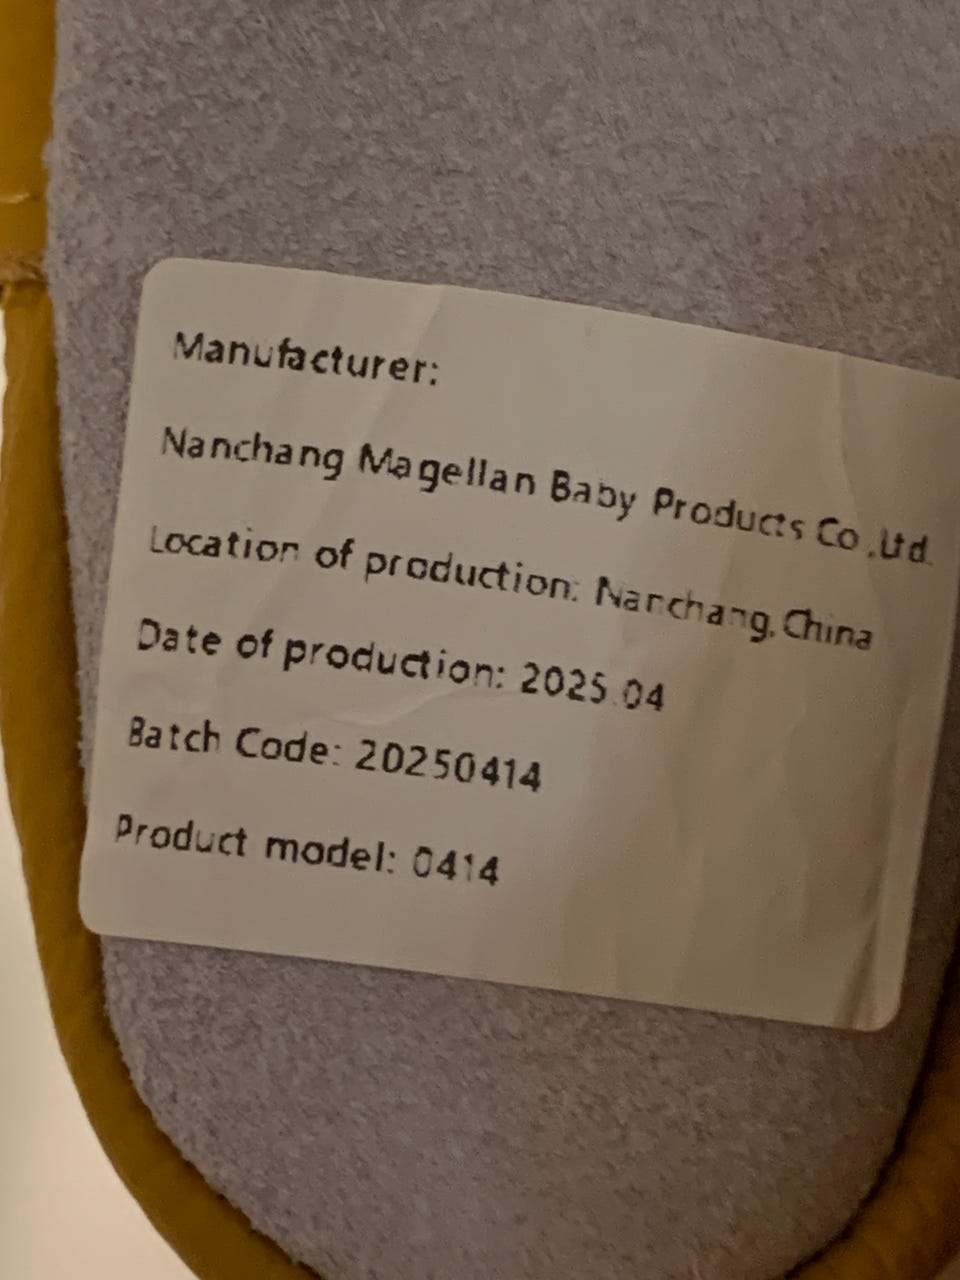 Manufacturer:
Nanchang Magellan Baby Products Co.,Ltd.
Location of production: Nanchang,China
Date of production: 2025.04
Batch Code: 20250414
Product model: 0414